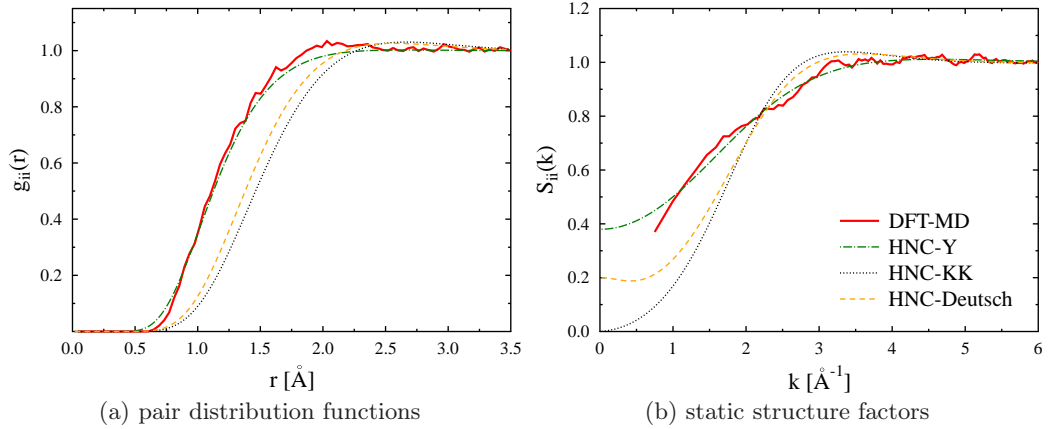 1.0
0.8
0.6
0.4
0.2
g_ii(r)
0.0 0.5 1.0 1.5 2.0 2.5 3.0 3.5
r [Å]
(a) pair distribution functions
1.2
1.0
0.8
0.6
0.4
0.2
0.0
S_ii(k)
DFT-MD
HNC-Y
HNC-KK
HNC-Deutsch
0 1 2 3 4 5 6
k [Å⁻¹]
(b) static structure factors